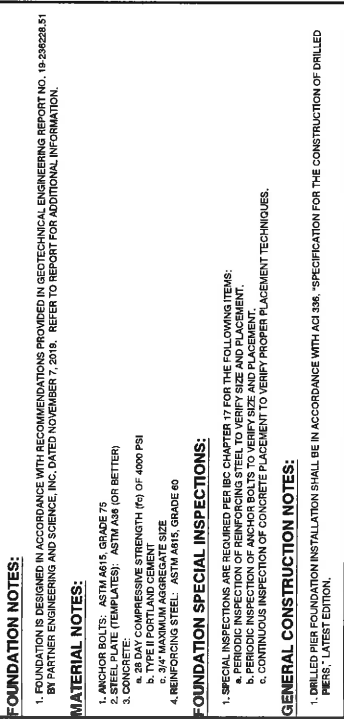 FOUNDATION NOTES:
1. FOUNDATION IS DESIGNED IN ACCORDANCE WITH RECOMMENDATIONS PROVIDED IN GEOTECHNICAL ENGINEERING REPORT NO. 19-236228.51
BY PARTNER ENGINEERING AND SCIENCE, INC, DATED NOVEMBER 7, 2019. REFER TO REPORT FOR ADDITIONAL INFORMATION.
MATERIAL NOTES:
1. ANCHOR BOLTS: ASTM A615, GRADE 75
2. STEEL PLATE (TEMPLATES): ASTM A36 (OR BETTER)
3. CONCRETE:
a. 28 DAY COMPRESSIVE STRENGTH (f'c) OF 4000 PSI
b. TYPE II PORTLAND CEMENT
c. 3/4" MAXIMUM AGGREGATE SIZE
4. REINFORCING STEEL: ASTM A615, GRADE 60
FOUNDATION SPECIAL INSPECTIONS:
1. SPECIAL INSPECTIONS ARE REQUIRED PER IBC CHAPTER 17 FOR THE FOLLOWING ITEMS:
a. PERIODIC INSPECTION OF REINFORCING STEEL TO VERIFY SIZE AND PLACEMENT.
b. PERIODIC INSPECTION OF ANCHOR BOLTS TO VERIFY SIZE AND PLACEMENT.
c. CONTINUOUS INSPECTION OF CONCRETE PLACEMENT TO VERIFY PROPER PLACEMENT TECHNIQUES.
GENERAL CONSTRUCTION NOTES:
1. DRILLED PIER FOUNDATION INSTALLATION SHALL BE IN ACCORDANCE WITH ACI 336, "SPECIFICATION FOR THE CONSTRUCTION OF DRILLED
PIERS," LATEST EDITION.